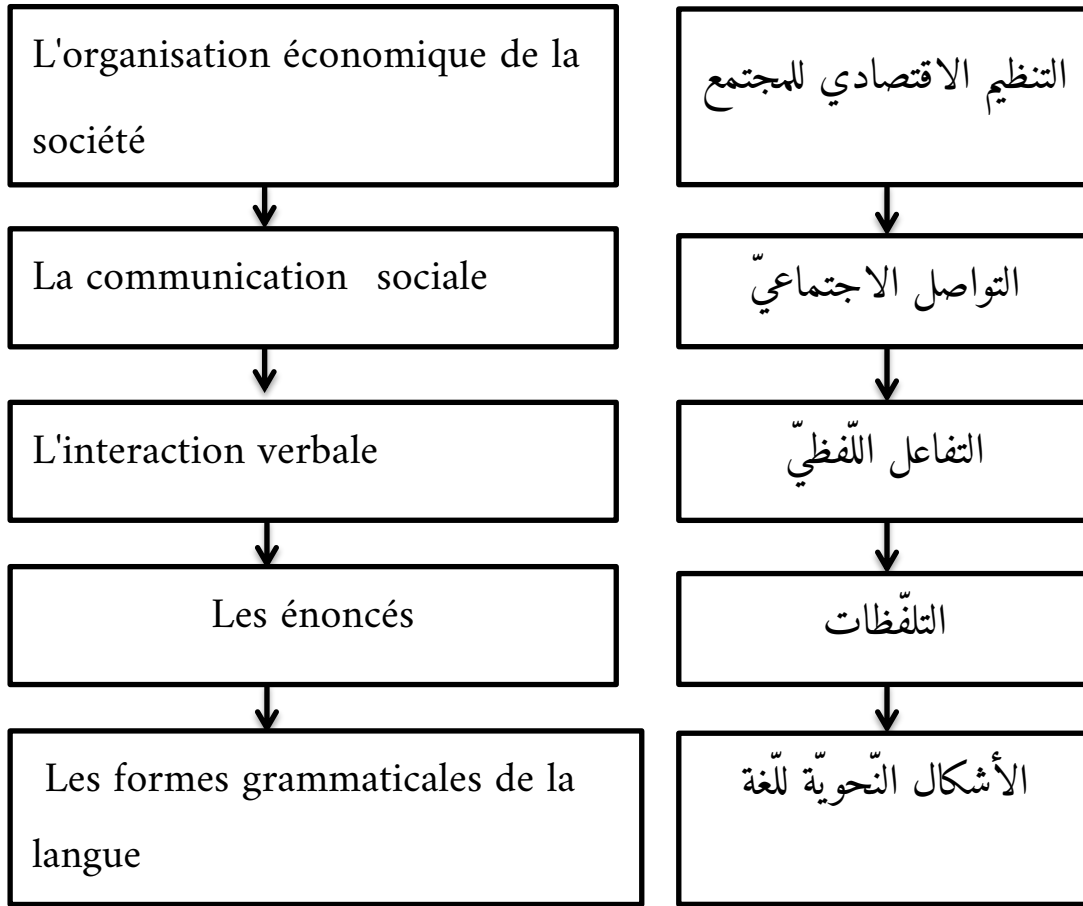 L'organisation économique de la
société
التنظيم الاقتصادي للمجتمع
La communication sociale
التواصل الاجتماعيّ
L'interaction verbale
التفاعل اللّفظيّ
Les énoncés
التلفّظات
Les formes grammaticales de la
langue
الأشكال النّحويّة للّغة